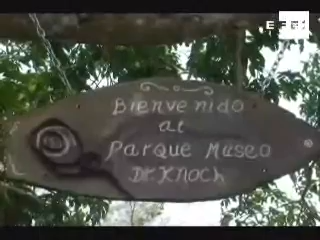 EFE
Bienvenido
al
Parque Museo
Dr. Knoch